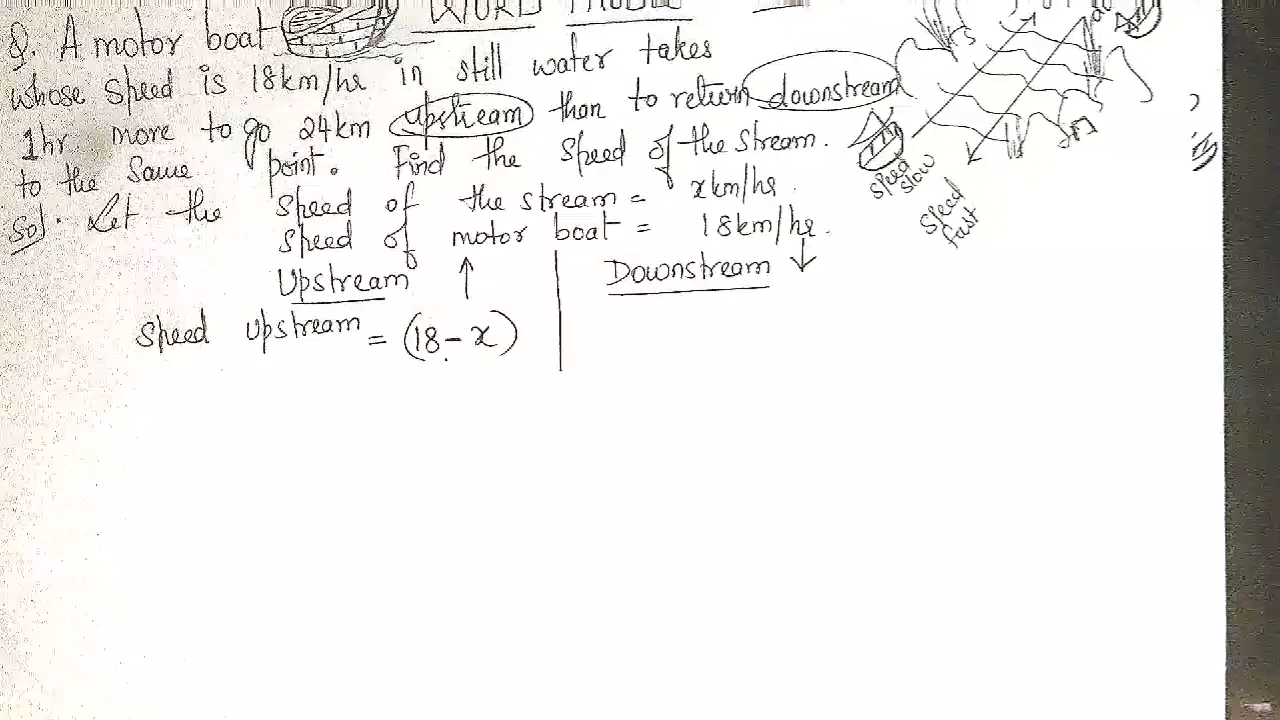 WORD
Q. A motor boat
whose speed is 18km/hr in still water takes
1hr more to go 24km upstream than to return downstream
to the same point. Find the speed of the stream.
Sol. Let the speed of the stream = x km/hr.
speed of motor boat = 18km/hr.
Upstream ↑ Downstream ↓
speed upstream = (18 - x)
speed slow
speed fast